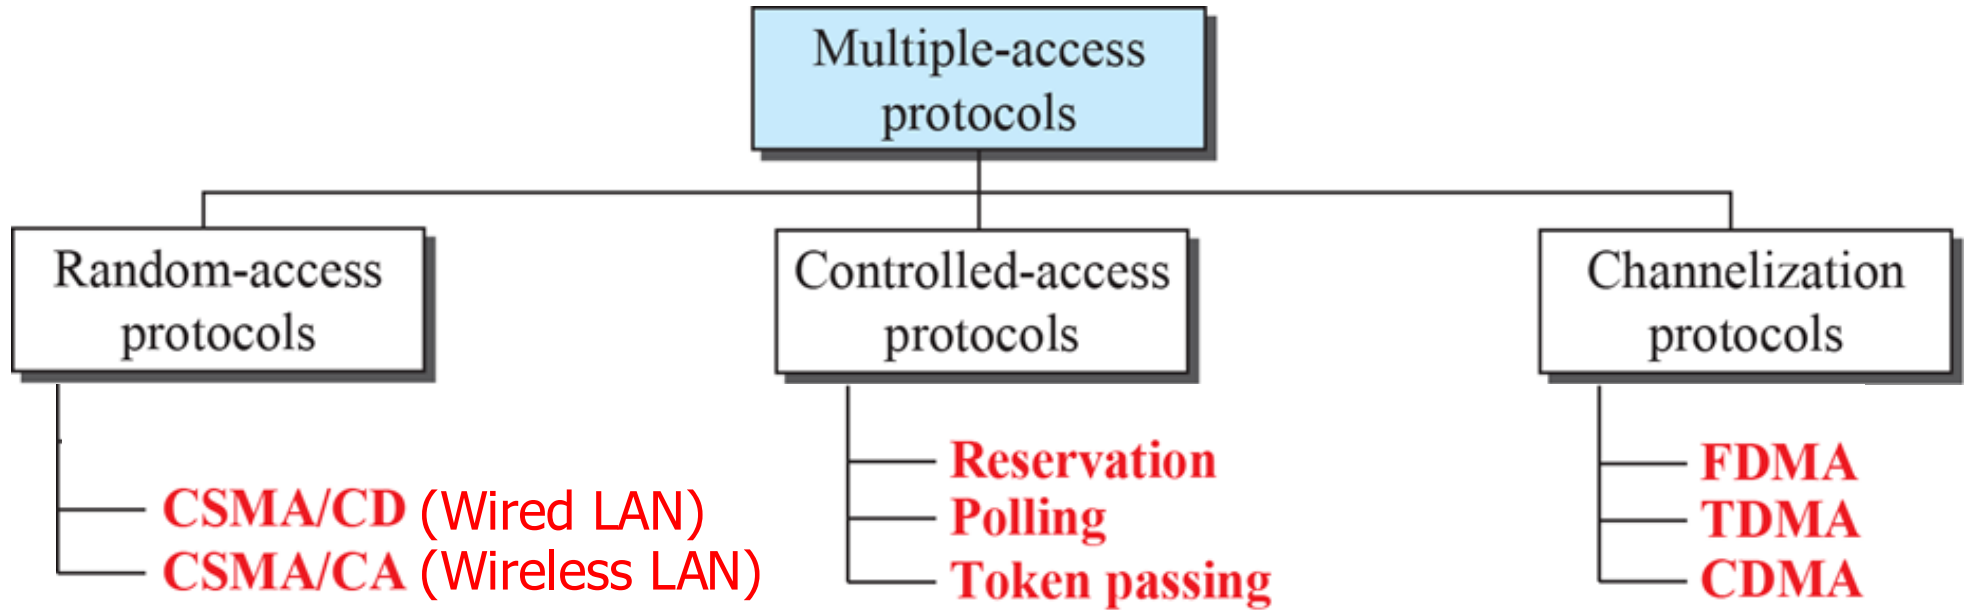 Multiple-access
protocols
Random-access
protocols
CSMA/CD (Wired LAN)
CSMA/CA (Wireless LAN)
Controlled-access
protocols
Reservation
Polling
Token passing
Channelization
protocols
FDMA
TDMA
CDMA